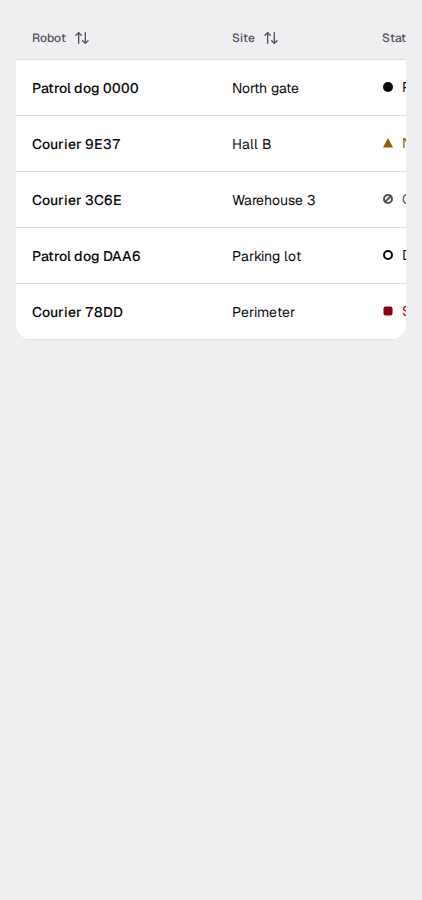 Robot Site Stat
Patrol dog 0000 North gate
Courier 9E37 Hall B
Courier 3C6E Warehouse 3
Patrol dog DAA6 Parking lot
Courier 78DD Perimeter